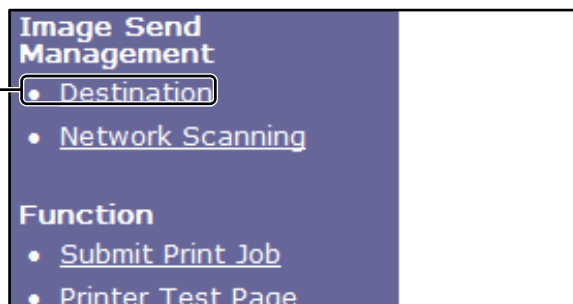 Image Send
Management
• Destination
• Network Scanning
Function
• Submit Print Job
• Printer Test Page